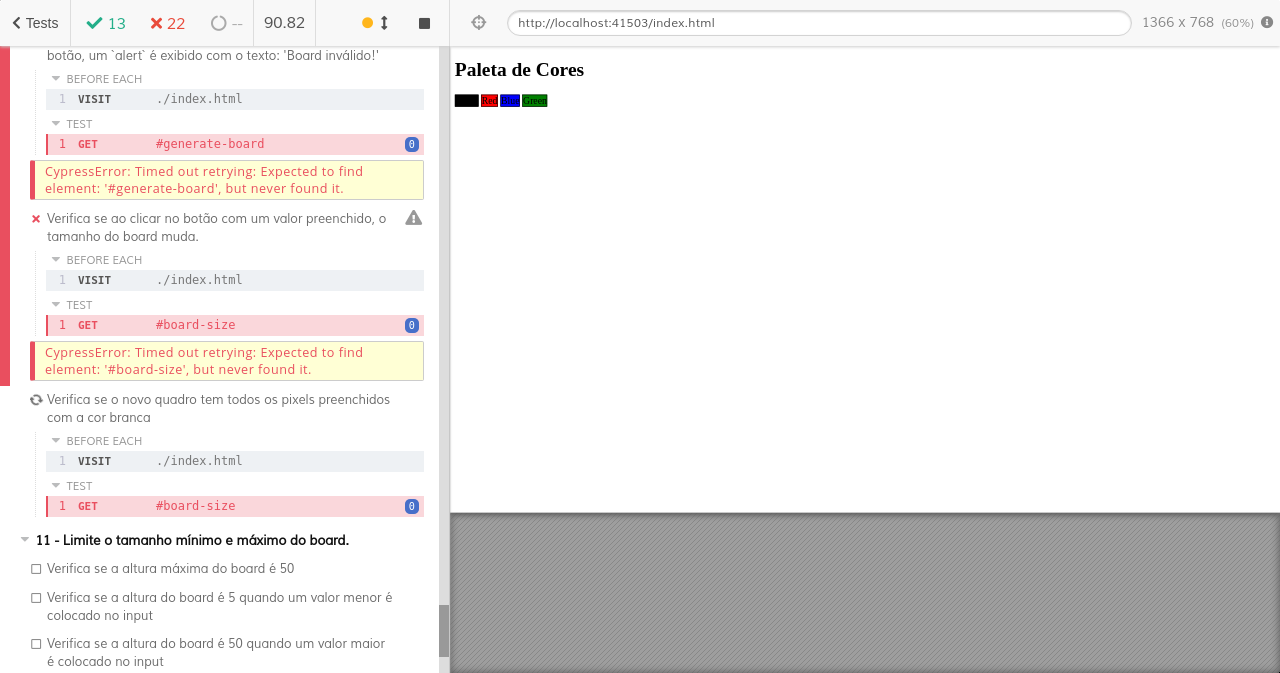 Tests
13
22
--
90.82
http://localhost:41503/index.html
1366 x 768 (60%)
botão, um `alert` é exibido com o texto: 'Board inválido!'
BEFORE EACH
1 VISIT ./index.html
TEST
1 GET #generate-board 0
CypressError: Timed out retrying: Expected to find
element: '#generate-board', but never found it.
Verifica se ao clicar no botão com um valor preenchido, o
tamanho do board muda.
BEFORE EACH
1 VISIT ./index.html
TEST
1 GET #board-size 0
CypressError: Timed out retrying: Expected to find
element: '#board-size', but never found it.
Verifica se o novo quadro tem todos os pixels preenchidos
com a cor branca
BEFORE EACH
1 VISIT ./index.html
TEST
1 GET #board-size 0
11 - Limite o tamanho mínimo e máximo do board.
Verifica se a altura máxima do board é 50
Verifica se a altura do board é 5 quando um valor menor é
colocado no input
Verifica se a altura do board é 50 quando um valor maior
é colocado no input
Paleta de Cores
Red Blue Green